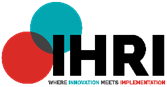 IHRI
WHERE INNOVATION MEETS IMPLEMENTATION